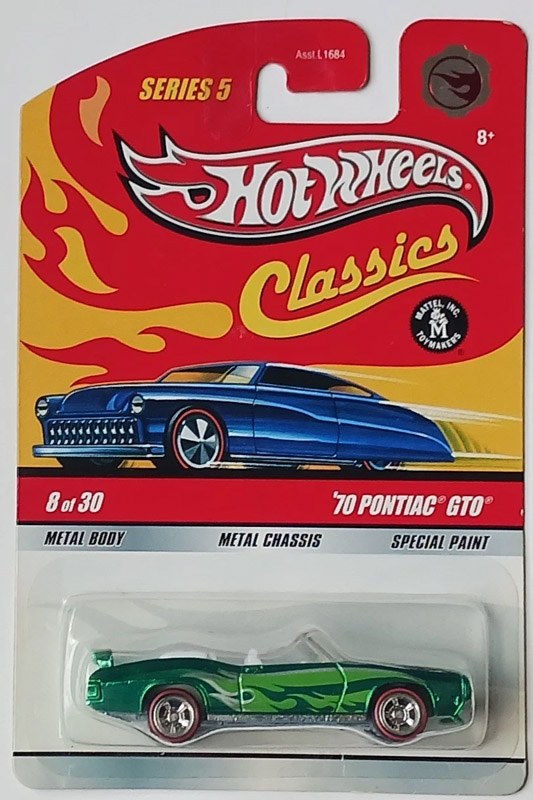 Asst.L1684
SERIES 5
8+
HOT WHEELS®
Classics
MATTEL, INC.
M
TOYMAKERS®
8 of 30
'70 PONTIAC® GTO®
METAL BODY METAL CHASSIS SPECIAL PAINT